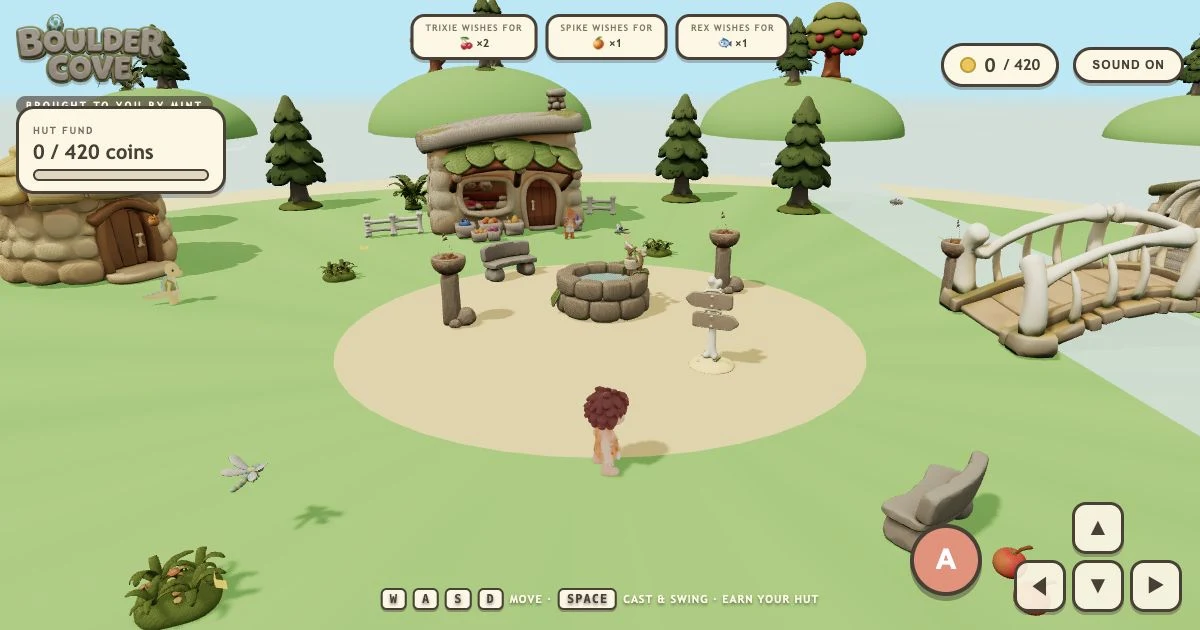 BOULDER
COVE
BROUGHT TO YOU BY MINT
HUT FUND
0 / 420 coins
TRIXIE WISHES FOR
×2
SPIKE WISHES FOR
×1
REX WISHES FOR
×1
0 / 420
SOUND ON
A
W A S D MOVE · SPACE CAST & SWING · EARN YOUR HUT